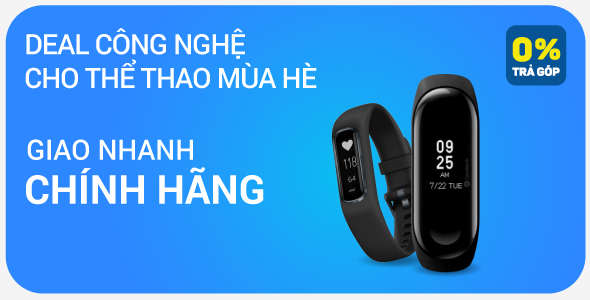 DEAL CÔNG NGHỆ
CHO THỂ THAO MÙA HÈ
0%
TRẢ GÓP
GIAO NHANH
CHÍNH HÃNG
118
64
09
25
AM
7/22 TUE